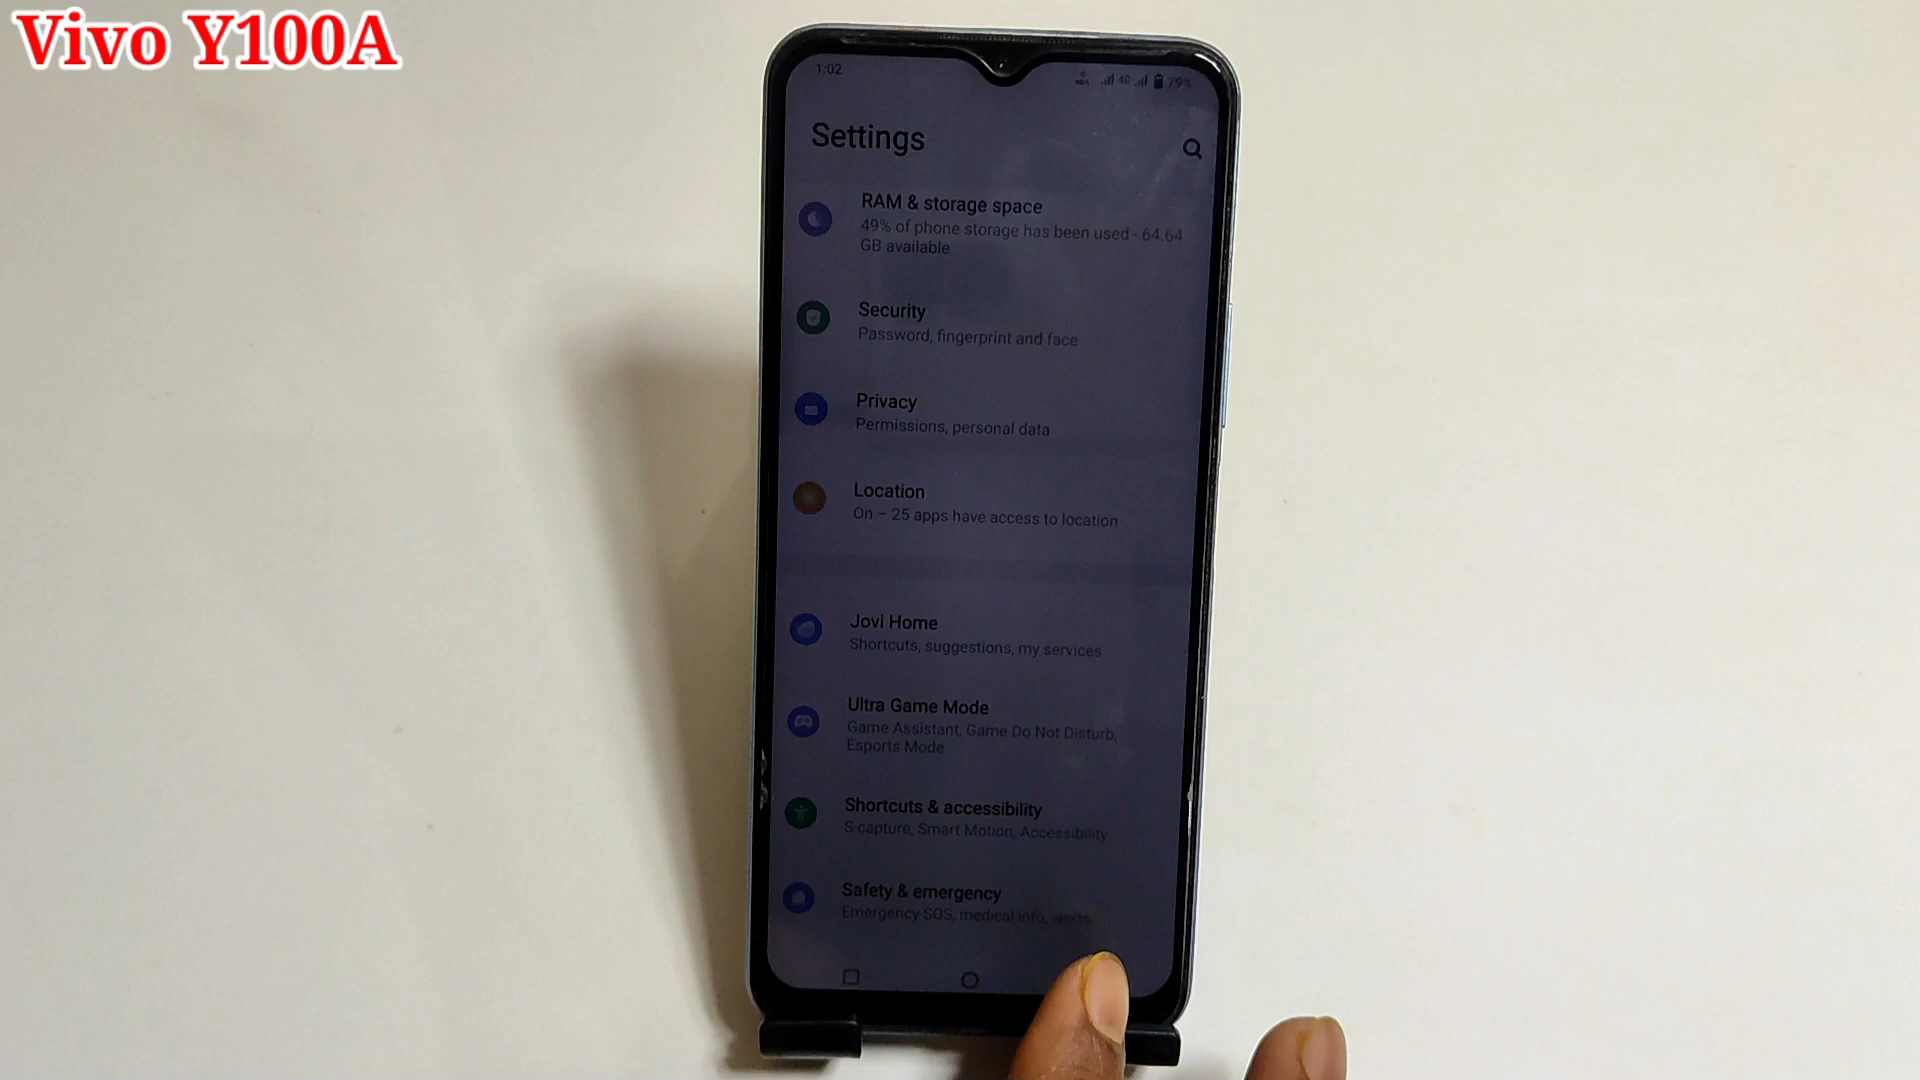 Vivo Y100A
1:02
4G 79%
Settings
RAM & storage space
49% of phone storage has been used - 64.64
GB available
Security
Password, fingerprint and face
Privacy
Permissions, personal data
Location
On – 25 apps have access to location
Jovi Home
Shortcuts, suggestions, my services
Ultra Game Mode
Game Assistant, Game Do Not Disturb,
Esports Mode
Shortcuts & accessibility
S-capture, Smart Motion, Accessibility
Safety & emergency
Emergency SOS, medical info, alerts